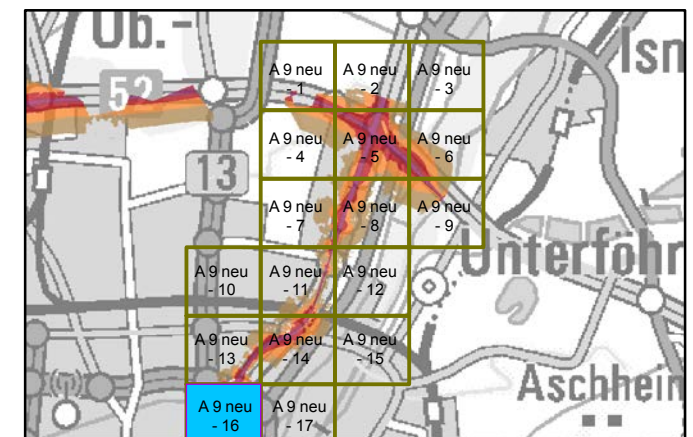 Ob.-
Isn
52
A 9 neu
- 1
A 9 neu
- 2
A 9 neu
- 3
A 9 neu
- 4
A 9 neu
- 5
A 9 neu
- 6
13
A 9 neu
- 7
A 9 neu
- 8
A 9 neu
- 9
Unterföhr
A 9 neu
- 10
A 9 neu
- 11
A 9 neu
- 12
A 9 neu
- 13
A 9 neu
- 14
A 9 neu
- 15
Aschhein
A 9 neu
- 16
A 9 neu
- 17